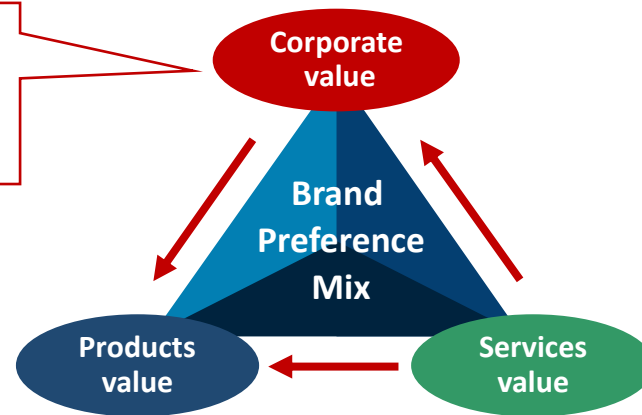 Corporate
value
Brand
Preference
Mix
Products
value
Services
value